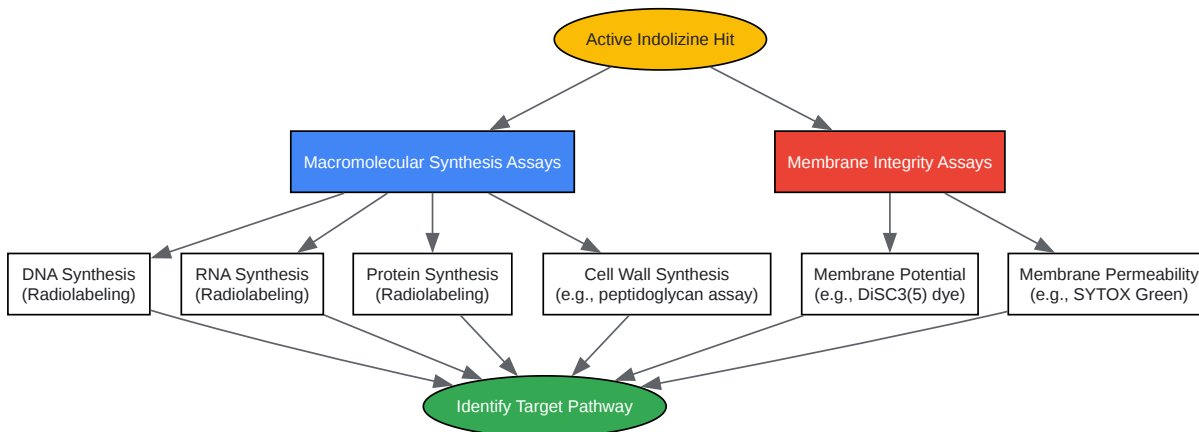 Active Indolizine Hit
Macromolecular Synthesis Assays
Membrane Integrity Assays
DNA Synthesis
(Radiolabeling)
RNA Synthesis
(Radiolabeling)
Protein Synthesis
(Radiolabeling)
Cell Wall Synthesis
(e.g., peptidoglycan assay)
Membrane Potential
(e.g., DiSC3(5) dye)
Membrane Permeability
(e.g., SYTOX Green)
Identify Target Pathway